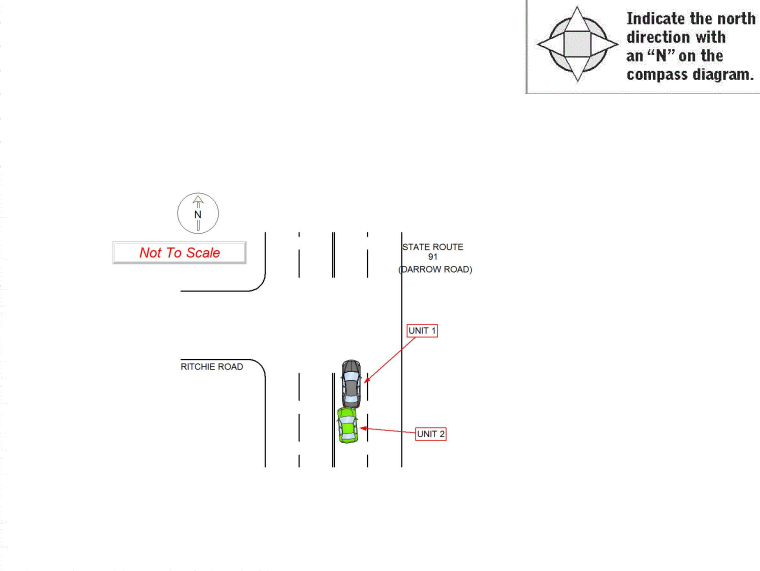 Indicate the north
direction with
an “N” on the
compass diagram.
N
Not To Scale
STATE ROUTE
91
(DARROW ROAD)
UNIT 1
RITCHIE ROAD
UNIT 2